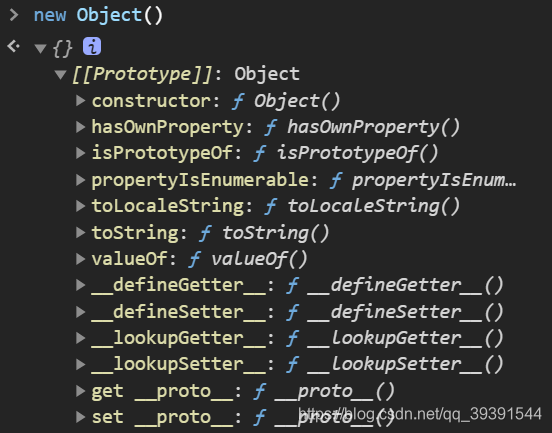 > new Object()
<· ▼{} i
▼[[Prototype]]: Object
▶constructor: ƒ Object()
▶hasOwnProperty: ƒ hasOwnProperty()
▶isPrototypeOf: ƒ isPrototypeOf()
▶propertyIsEnumerable: ƒ propertyIsEnum…
▶toLocaleString: ƒ toLocaleString()
▶toString: ƒ toString()
▶valueOf: ƒ valueOf()
▶__defineGetter__: ƒ __defineGetter__()
▶__defineSetter__: ƒ __defineSetter__()
▶__lookupGetter__: ƒ __lookupGetter__()
▶__lookupSetter__: ƒ __lookupSetter__()
▶get __proto__: ƒ __proto__()
▶set __proto__: ƒ __proto__()
https://blog.csdn.net/qq_39391544